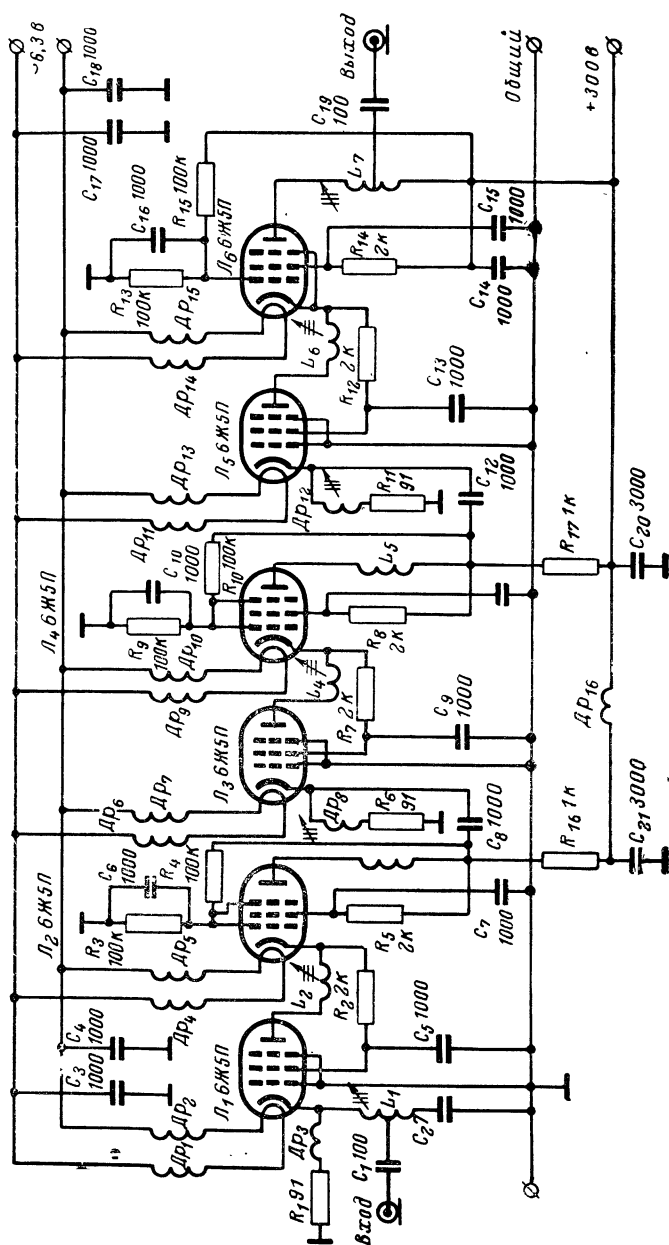 ~6,3 в
C18 1000
C17 1000
Выход
C19
100
Общий
+300в
C16 1000
R15 100к
R13
100к
Л6 6Ж5П
L7
R14
2к
C15
1000
C14
1000
ДР15
ДР14
L6
R12
2к
C13
1000
Л5 6Ж5П
ДР13
ДР11
ДР12
R11
91
C12
1000
Л4 6Ж5П
C10
1000
R10 100к
R9
100к
ДР10
ДР9
L5
R8
2к
R17 1к
C20 3000
L4
R7 2к
C9
1000
Л3 6Ж5П
ДР7
ДР6
ДР8
R6
91
C8 1000
ДР16
Л2 6Ж5П
C6
1000
R4
100к
R3
100к
ДР5
ДР4
R5
2к
C7
1000
R16 1к
C21 3000
L2
R2 2к
C5 1000
C4
1000
C3
1000
Л1 6Ж5П
ДР2
ДР1
ДР3
R1 91
L1
C2 7
C1 100
Вход